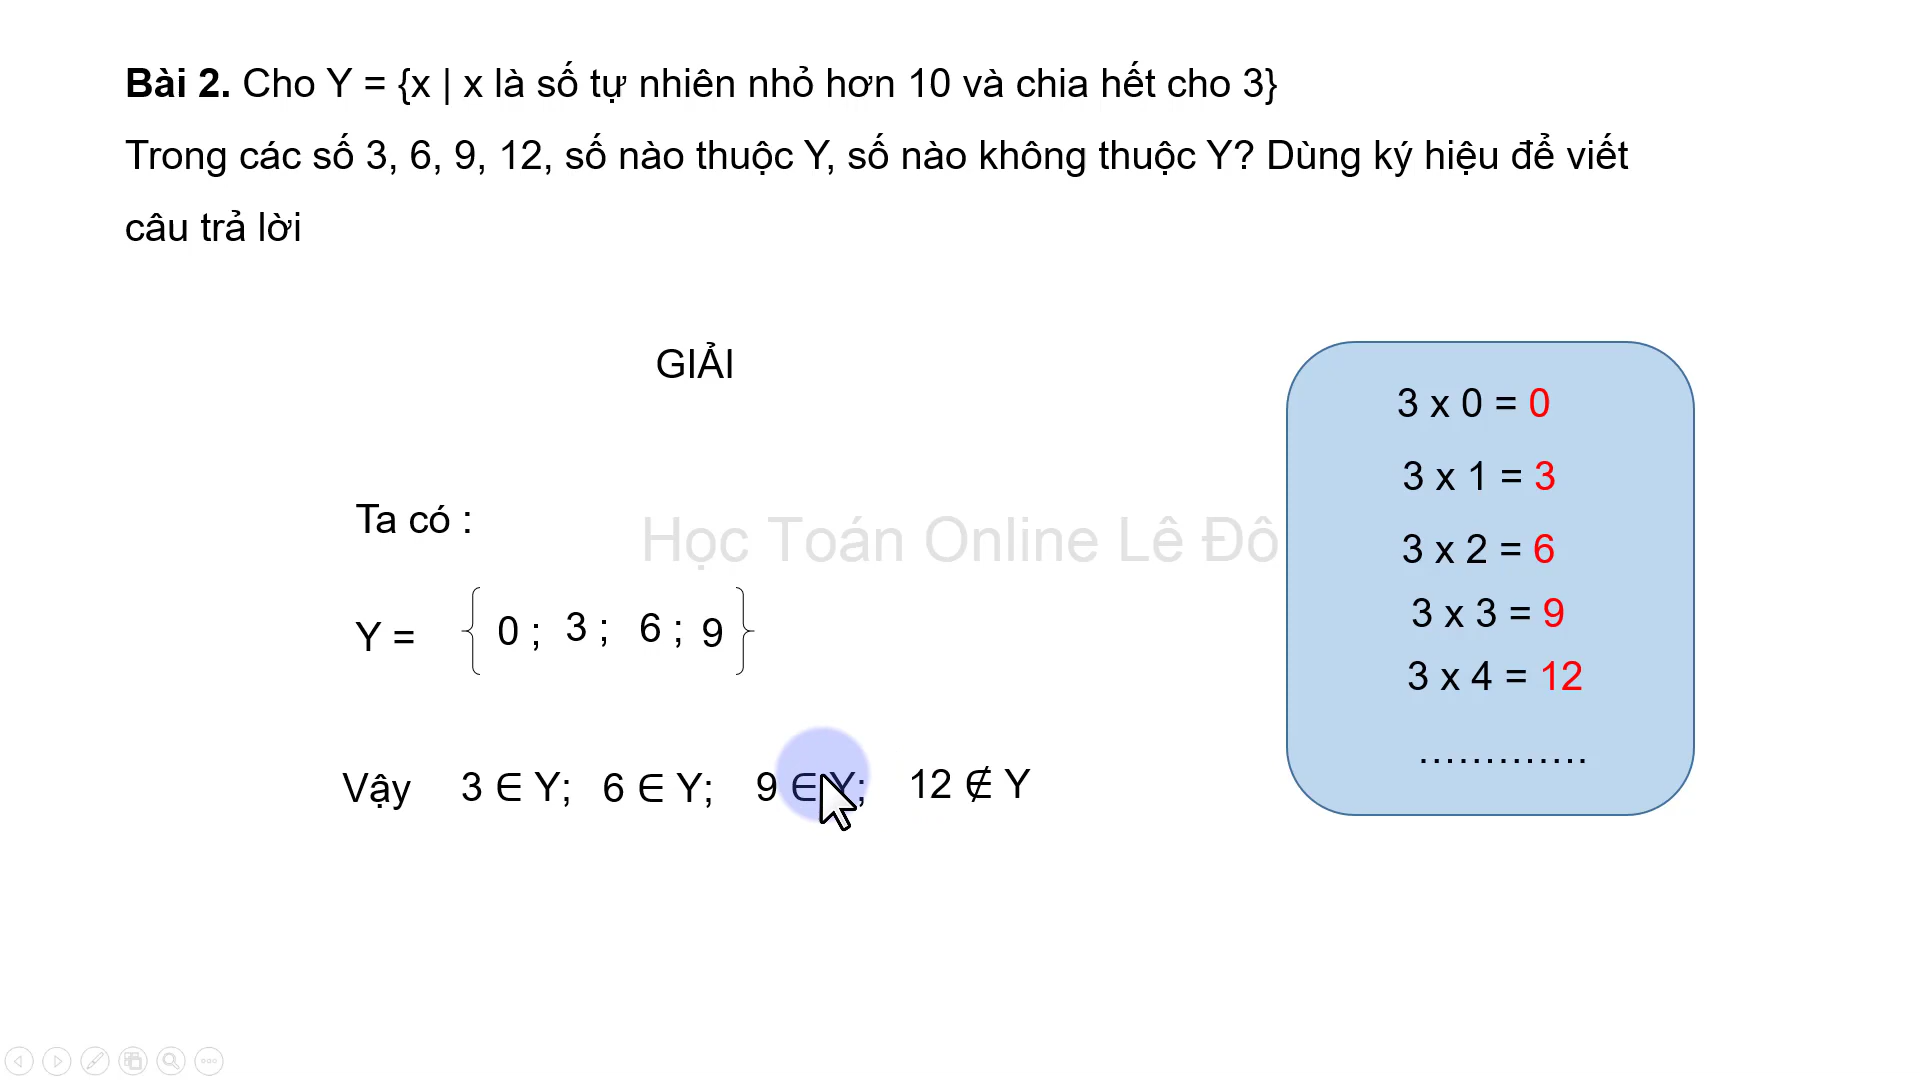 Bài 2. Cho Y = {x | x là số tự nhiên nhỏ hơn 10 và chia hết cho 3}
Trong các số 3, 6, 9, 12, số nào thuộc Y, số nào không thuộc Y? Dùng ký hiệu để viết
câu trả lời
GIẢI
Ta có :
Y = { 0 ; 3 ; 6 ; 9 }
Vậy 3 ∈ Y; 6 ∈ Y; 9 ∈ Y; 12 ∉ Y
Học Toán Online Lê Đô
3 x 0 = 0
3 x 1 = 3
3 x 2 = 6
3 x 3 = 9
3 x 4 = 12
.............